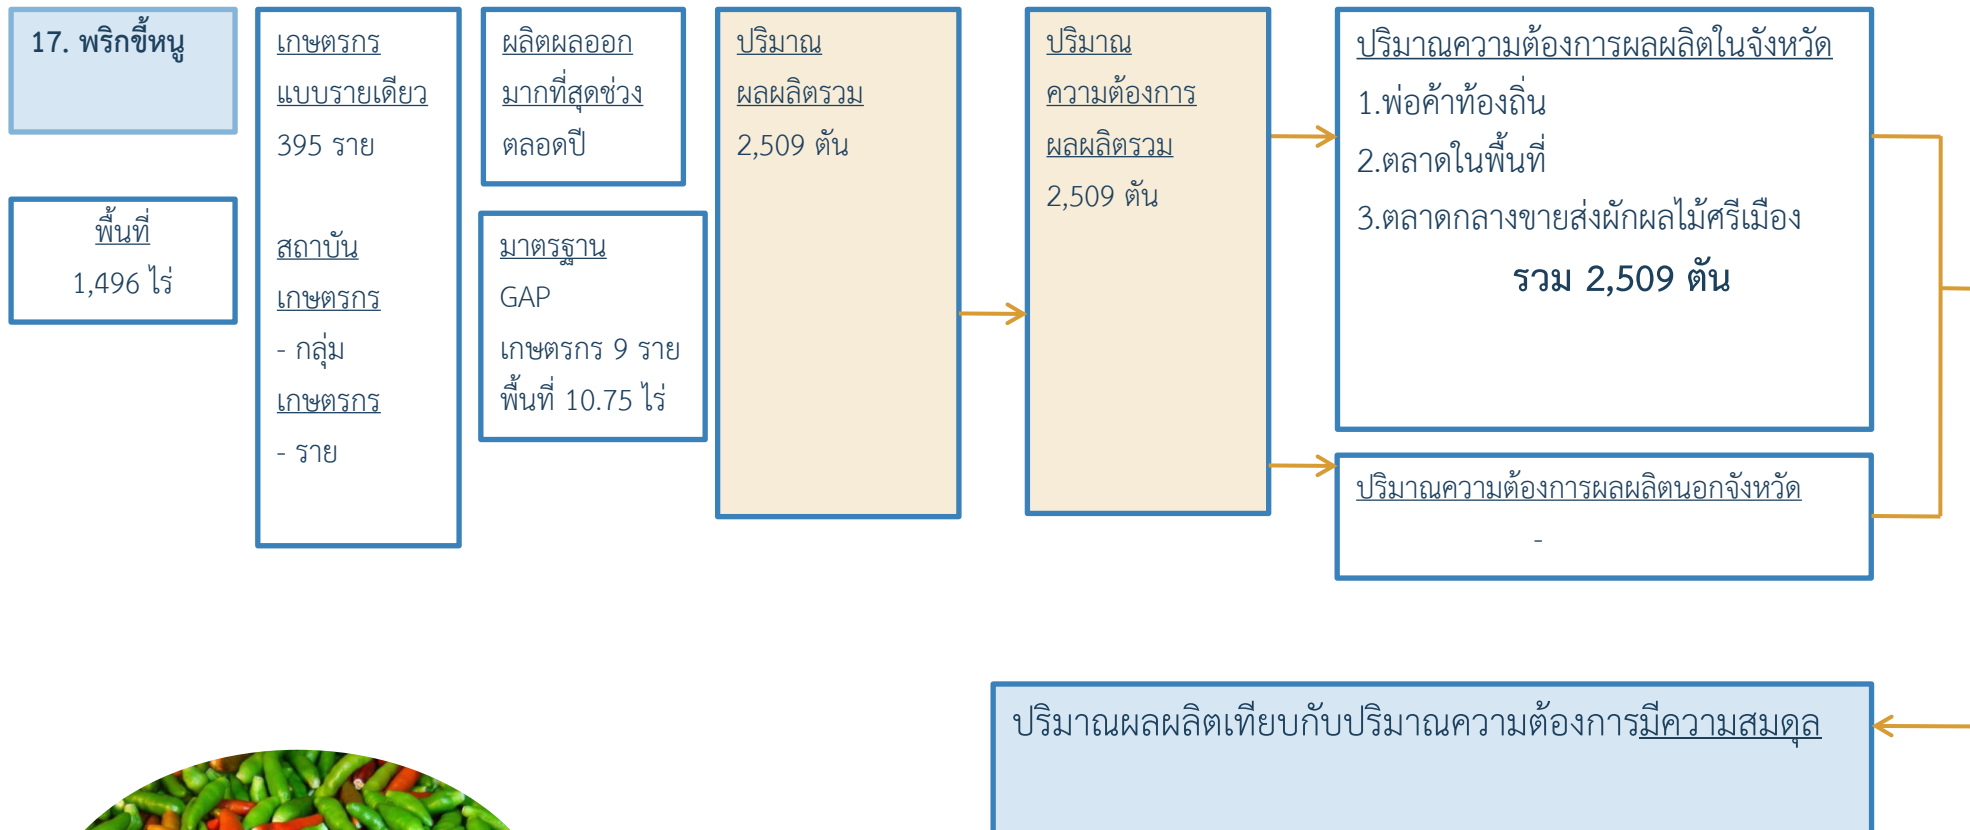 17. พริกขี้หนู
พื้นที่
1,496 ไร่
เกษตรกร
แบบรายเดียว
395 ราย
สถาบัน
เกษตรกร
- กลุ่ม
เกษตรกร
- ราย
ผลิตผลออก
มากที่สุดช่วง
ตลอดปี
มาตรฐาน
GAP
เกษตรกร 9 ราย
พื้นที่ 10.75 ไร่
ปริมาณ
ผลผลิตรวม
2,509 ตัน
ปริมาณ
ความต้องการ
ผลผลิตรวม
2,509 ตัน
ปริมาณความต้องการผลผลิตในจังหวัด
1.พ่อค้าท้องถิ่น
2.ตลาดในพื้นที่
3.ตลาดกลางขายส่งผักผลไม้ศรีเมือง
รวม 2,509 ตัน
ปริมาณความต้องการผลผลิตนอกจังหวัด
-
ปริมาณผลผลิตเทียบกับปริมาณความต้องการมีความสมดุล